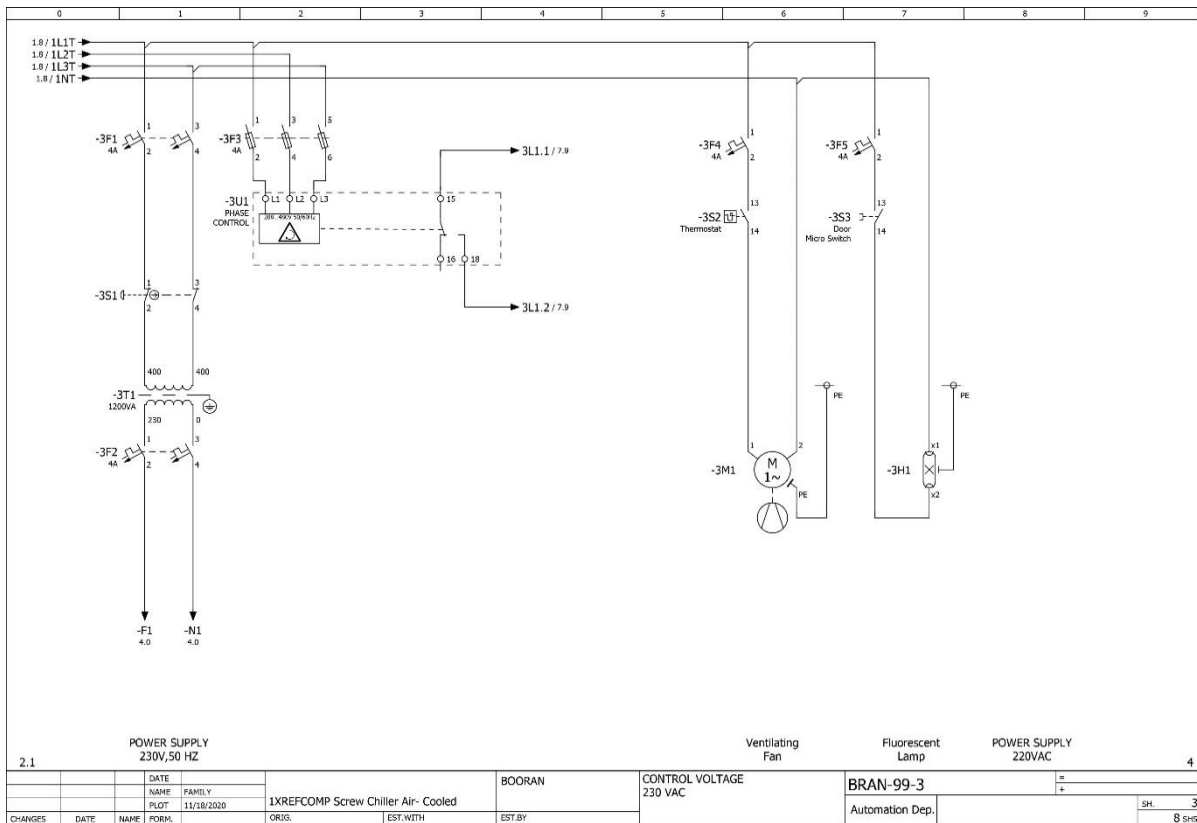 0 1 2 3 4 5 6 7 8 9
1.8 / 1L1T
1.8 / 1L2T
1.8 / 1L3T
1.8 / 1NT
-3F1
4A
1 2 3 4
-3F3
4A
1 3 5
2 4 6
3L1.1 / 7.9
-3F4
4A
1
2
-3F5
4A
1
2
-3U1
PHASE
CONTROL
L1 L2 L3
15
16 18
3L1.2 / 7.9
-3S2
Thermostat
13
14
-3S3
Door
Micro Switch
13
14
-3S1
1 3
2 4
400 400
-3T1
1200VA
230 0
-3F2
4A
1 3
2 4
PE
PE
-3M1
1 2
M
1~
PE
-3H1
x1
x2
-F1
4.0
-N1
4.0
POWER SUPPLY
230V,50 HZ
Ventilating
Fan
Fluorescent
Lamp
POWER SUPPLY
220VAC
2.1
4
DATE
NAME FAMILY
PLOT 11/18/2020
CHANGES DATE NAME FORM.
1XREFCOMP Screw Chiller Air- Cooled
ORIG. EST.WITH EST.BY
BOORAN
CONTROL VOLTAGE
230 VAC
BRAN-99-3
Automation Dep.
=
+
SH. 3
8 SHS